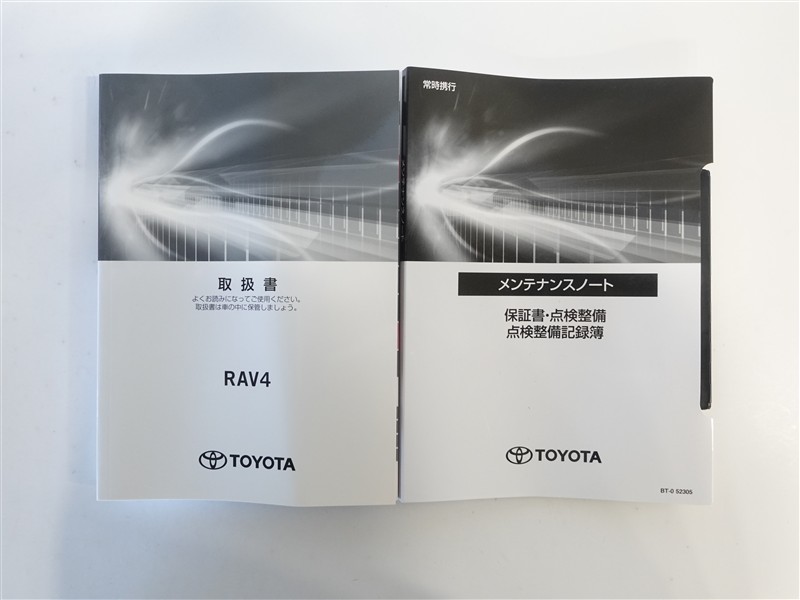 取扱書
よくお読みになってご使用ください。
取扱書は車の中に保管しましょう。
RAV4
TOYOTA
常時携行
メンテナンスノート
保証書・点検整備
点検整備記録簿
TOYOTA
BT-0 52305